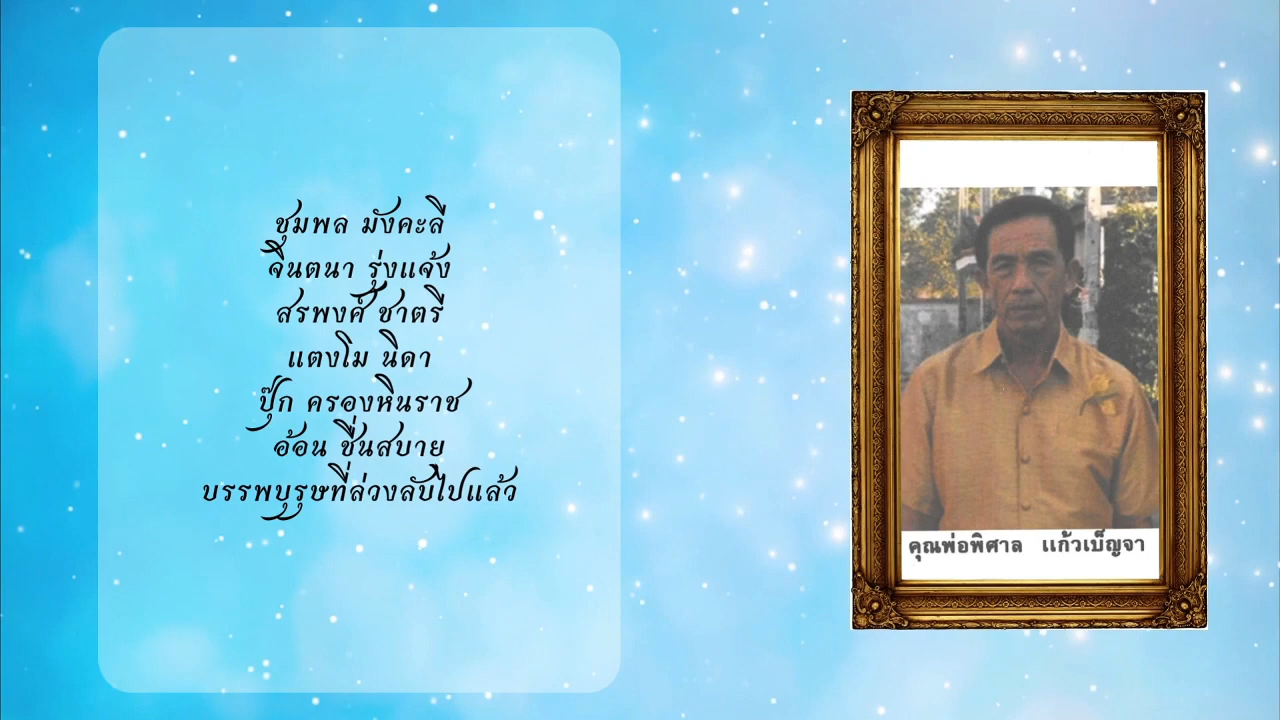 ชุมพล มังคะลี
จินตนา รุ่งแจ้ง
สรพงศ์ ชาตรี
แตงโม นิดา
ปุ๊ก ครองหินราช
อ้อน ชื่นสบาย
บรรพบุรุษที่ล่วงลับไปแล้ว
คุณพ่อพิศาล แก้วเบ็ญจา